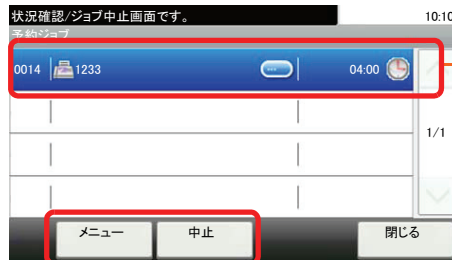 状況確認/ジョブ中止画面です。 10:10
予約ジョブ
0014 1233 04:00
1/1
メニュー 中止 閉じる